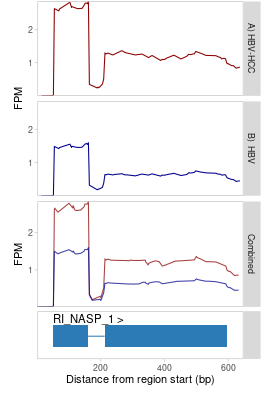 2
1
A) HBV-HCC
FPM
2
1
B) HBV
2
1
FPM
Combined
RI_NASP_1 >
0
200
400
600
Distance from region start (bp)